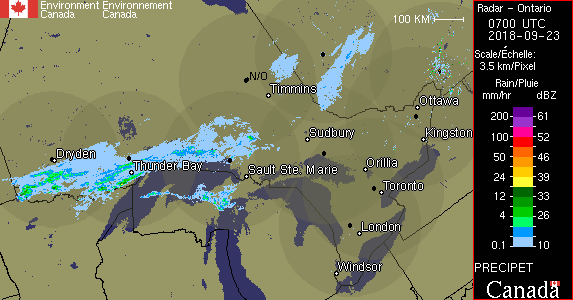 Environment Environnement
Canada Canada
100 KM
N/O
Timmins
Ottawa
Sudbury
Kingston
Dryden
Thunder Bay
Sault Ste. Marie
Orillia
Toronto
London
Windsor
Radar - Ontario
0700 UTC
2018-09-23
Scale/Échelle:
3.5 km/Pixel
Rain/Pluie
mm/hr dBZ
200 61
100 52
50 46
24 39
12 33
4 26
0.1 10
PRECIPET
Canada